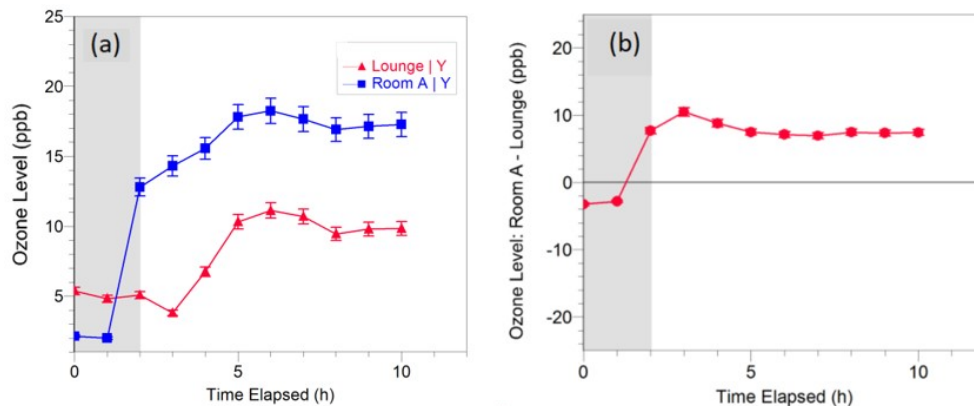 (a)
Lounge | Y
Room A | Y
Ozone Level (ppb)
25
20
15
10
5
0
5
10
Time Elapsed (h)
(b)
Ozone Level: Room A - Lounge (ppb)
20
10
0
-10
-20
0
5
10
Time Elapsed (h)